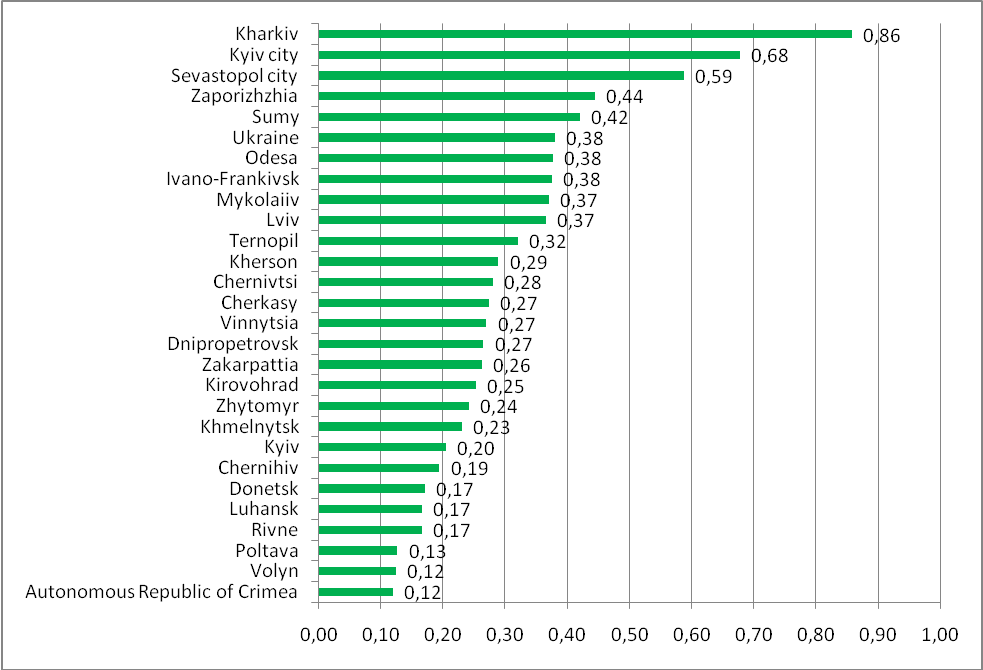 Kharkiv 0,86
Kyiv city 0,68
Sevastopol city 0,59
Zaporizhzhia 0,44
Sumy 0,42
Ukraine 0,38
Odesa 0,38
Ivano-Frankivsk 0,38
Mykolaiiv 0,37
Lviv 0,37
Ternopil 0,32
Kherson 0,29
Chernivtsi 0,28
Cherkasy 0,27
Vinnytsia 0,27
Dnipropetrovsk 0,27
Zakarpattia 0,26
Kirovohrad 0,25
Zhytomyr 0,24
Khmelnytsk 0,23
Kyiv 0,20
Chernihiv 0,19
Donetsk 0,17
Luhansk 0,17
Rivne 0,17
Poltava 0,13
Volyn 0,12
Autonomous Republic of Crimea 0,12
0,00 0,10 0,20 0,30 0,40 0,50 0,60 0,70 0,80 0,90 1,00